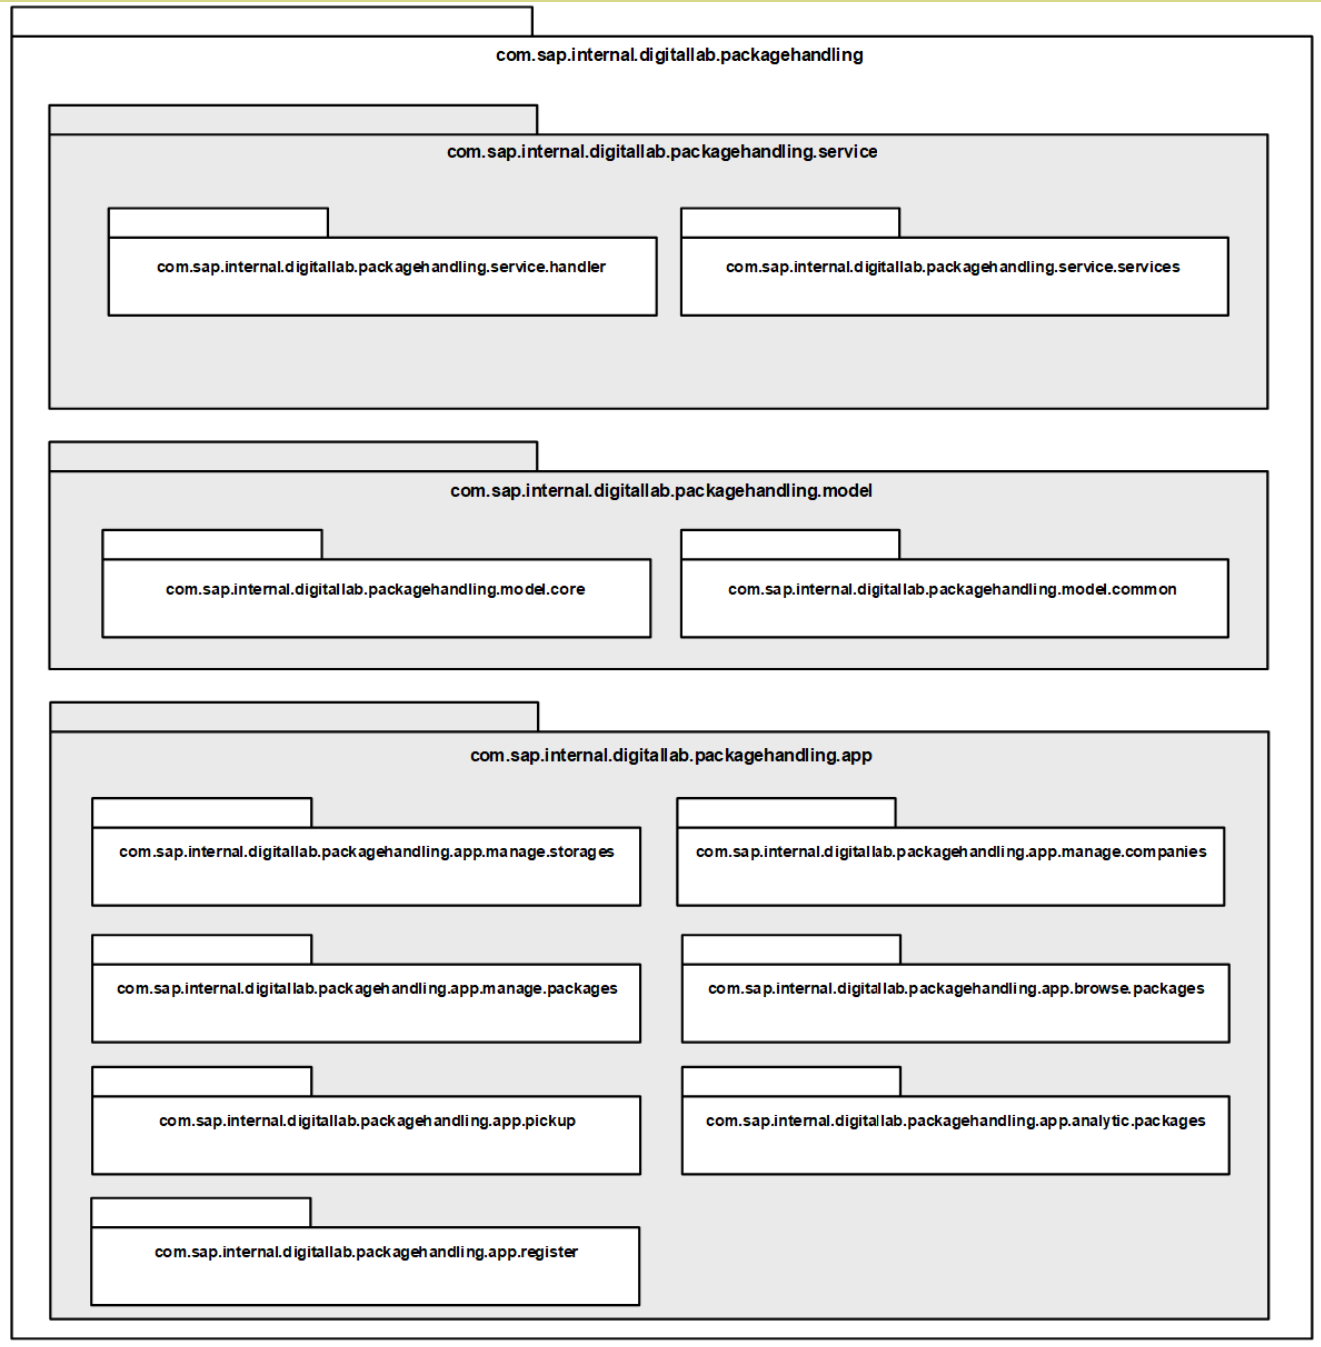 com.sap.internal.digitallab.packagehandling
com.sap.internal.digitallab.packagehandling.service
com.sap.internal.digitallab.packagehandling.service.handler
com.sap.internal.digitallab.packagehandling.service.services
com.sap.internal.digitallab.packagehandling.model
com.sap.internal.digitallab.packagehandling.model.core
com.sap.internal.digitallab.packagehandling.model.common
com.sap.internal.digitallab.packagehandling.app
com.sap.internal.digitallab.packagehandling.app.manage.storages
com.sap.internal.digitallab.packagehandling.app.manage.companies
com.sap.internal.digitallab.packagehandling.app.manage.packages
com.sap.internal.digitallab.packagehandling.app.browse.packages
com.sap.internal.digitallab.packagehandling.app.pickup
com.sap.internal.digitallab.packagehandling.app.analytic.packages
com.sap.internal.digitallab.packagehandling.app.register